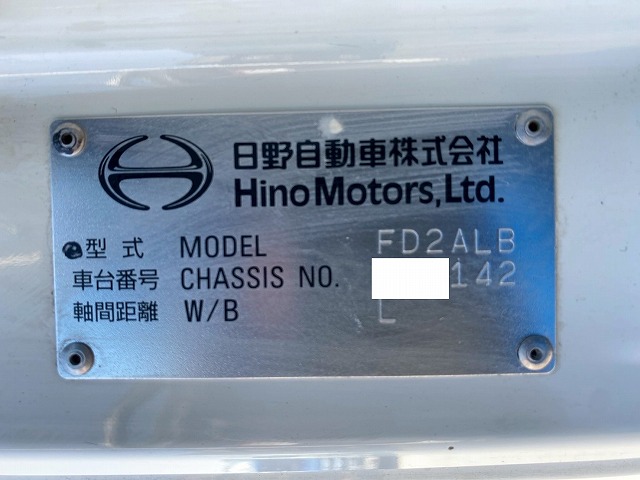 日野自動車株式会社
Hino Motors, Ltd.
型式 MODEL FD2ALB
車台番号 CHASSIS NO. 142
軸間距離 W/B L